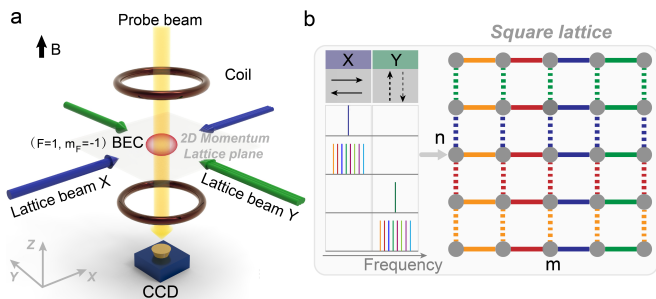 a
Probe beam
B
Coil
(F=1, m_F=-1)
BEC
2D Momentum
Lattice plane
Lattice beam X
Lattice beam Y
Z
Y
X
CCD
b
Square lattice
X
Y
n
Frequency
m